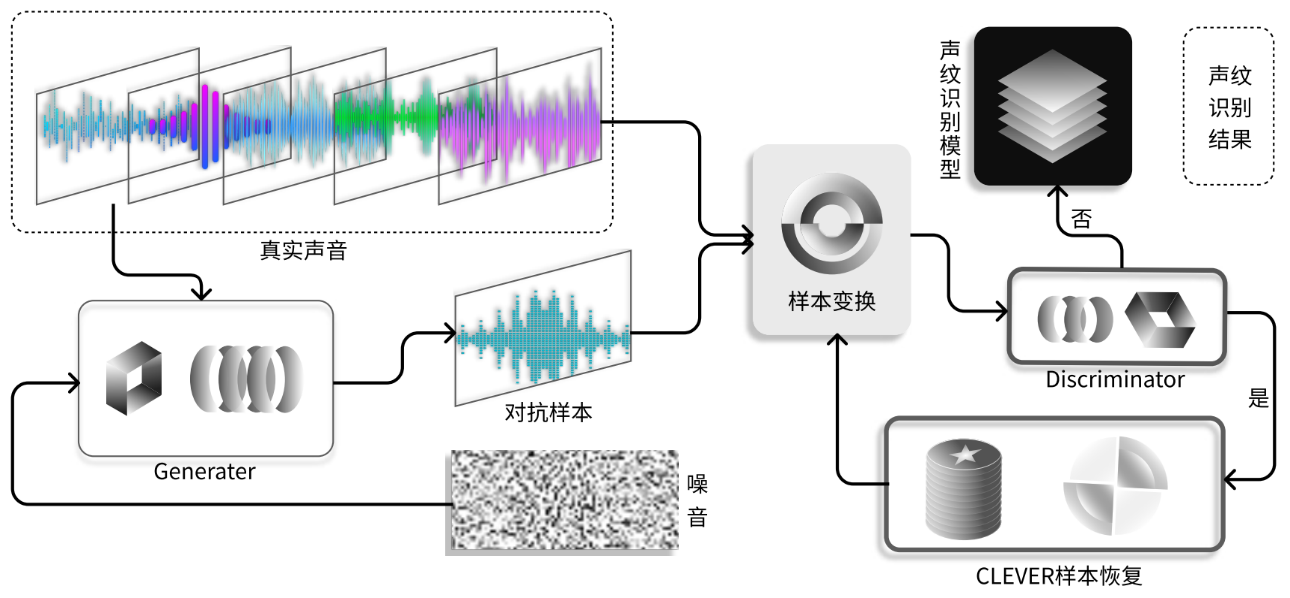 真实声音
Generater
对抗样本
噪
音
样本变换
声
纹
识
别
模
型
声纹
识别
结果
否
Discriminator
是
CLEVER样本恢复